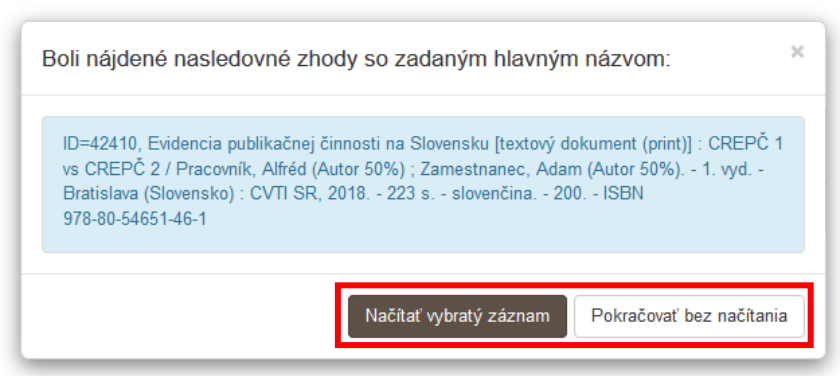 Boli nájdené nasledovné zhody so zadaným hlavným názvom:
×
ID=42410, Evidencia publikačnej činnosti na Slovensku [textový dokument (print)] : CREPČ 1
vs CREPČ 2 / Pracovník, Alfréd (Autor 50%) ; Zamestnanec, Adam (Autor 50%). - 1. vyd. -
Bratislava (Slovensko) : CVTI SR, 2018. - 223 s. - slovenčina. - 200. - ISBN
978-80-54651-46-1
Načítať vybratý záznam
Pokračovať bez načítania